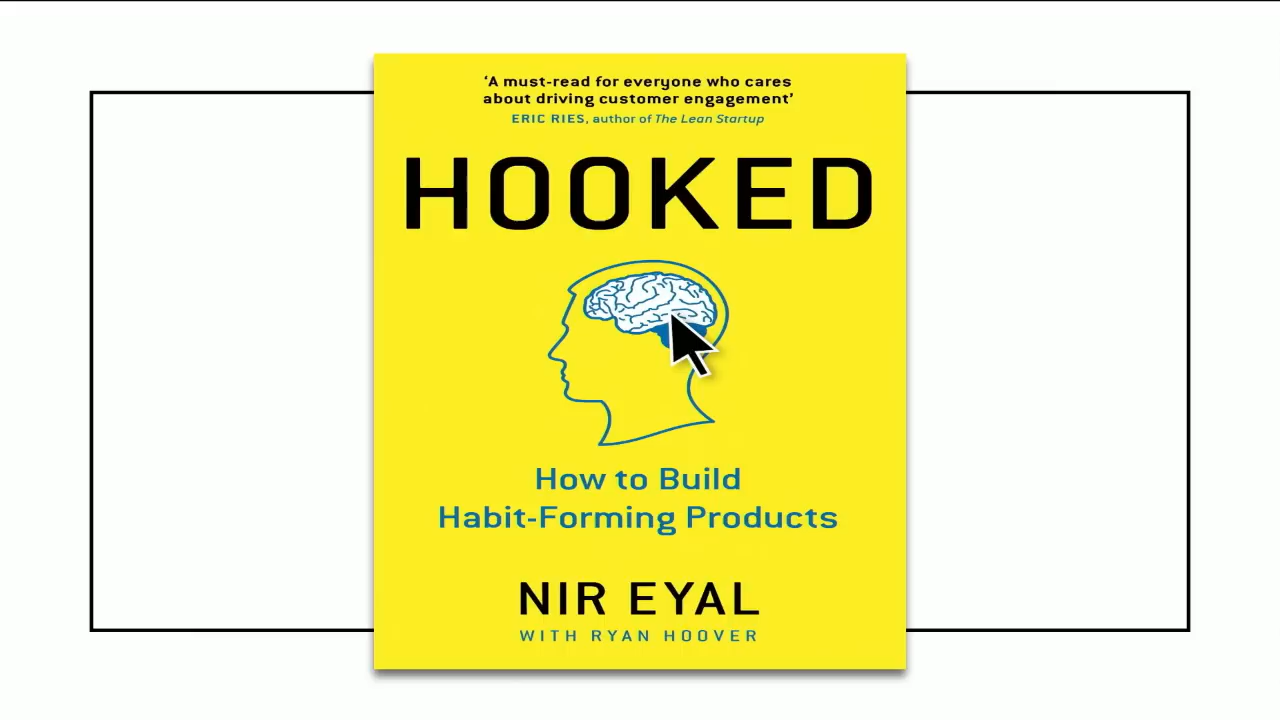 ‘A must-read for everyone who cares
about driving customer engagement’
ERIC RIES, author of The Lean Startup
HOOKED
How to Build
Habit-Forming Products
NIR EYAL
WITH RYAN HOOVER